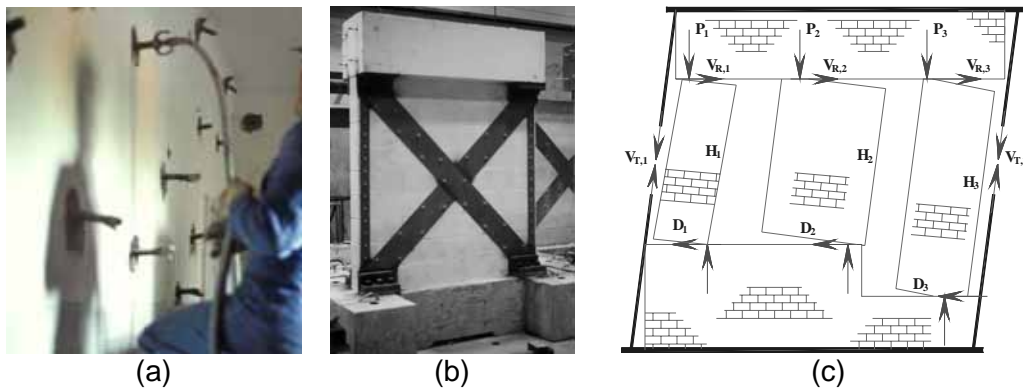 P1
P2
P3
VR,1
VR,2
VR,3
VT,1
H1
H2
VT,
H3
D1
D2
D3
(a)
(b)
(c)